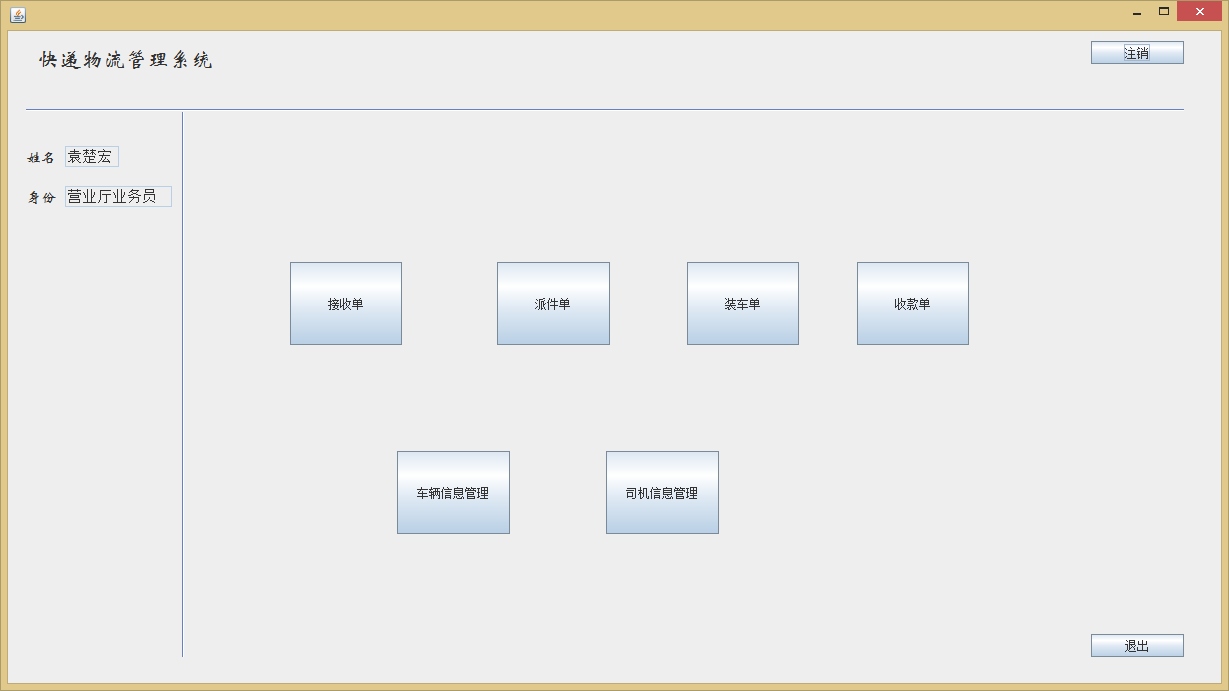 快递物流管理系统
注销
姓名 袁楚宏
身份 营业厅业务员
接收单 派件单 装车单 收款单
车辆信息管理 司机信息管理
退出